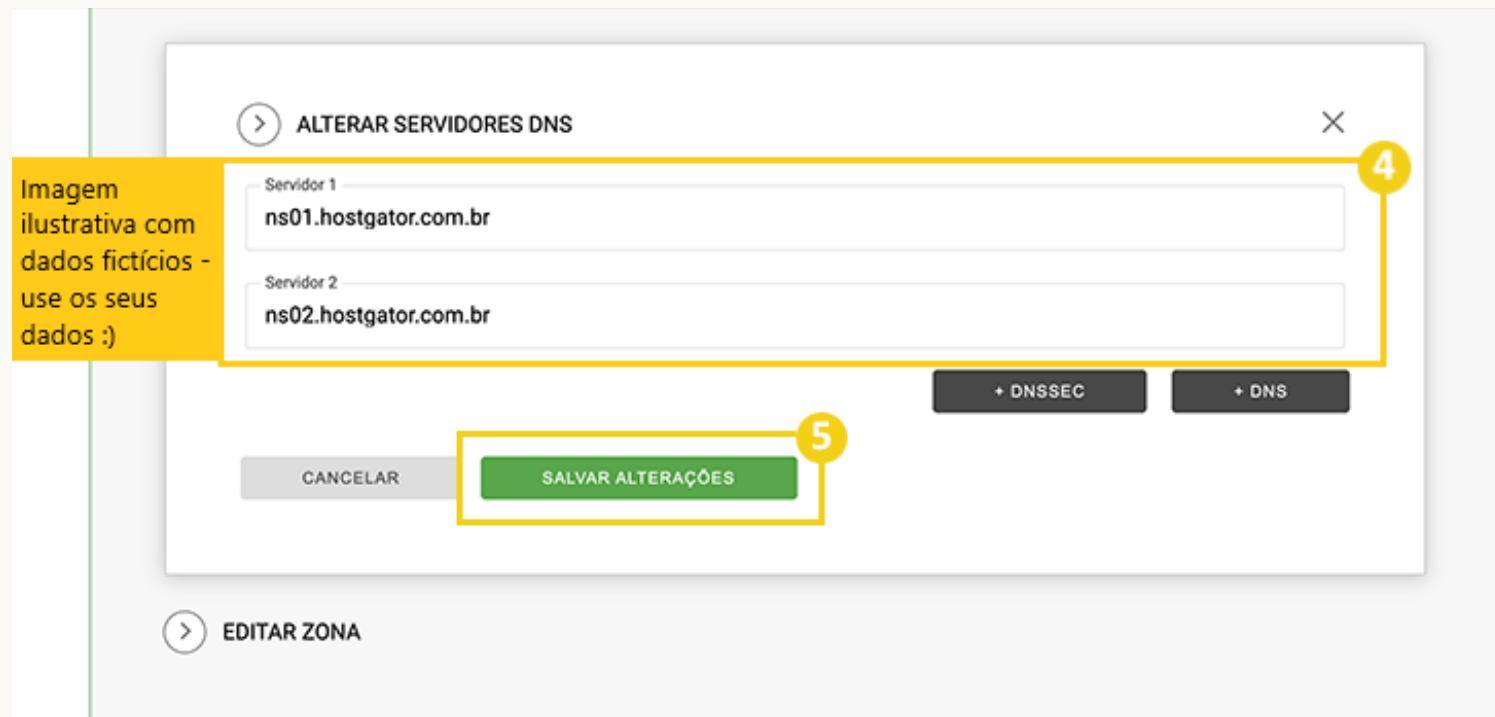 ALTERAR SERVIDORES DNS
4
Imagem
ilustrativa com
dados fictícios -
use os seus
dados :)
Servidor 1
ns01.hostgator.com.br
Servidor 2
ns02.hostgator.com.br
+ DNSSEC
+ DNS
5
CANCELAR
SALVAR ALTERAÇÕES
EDITAR ZONA